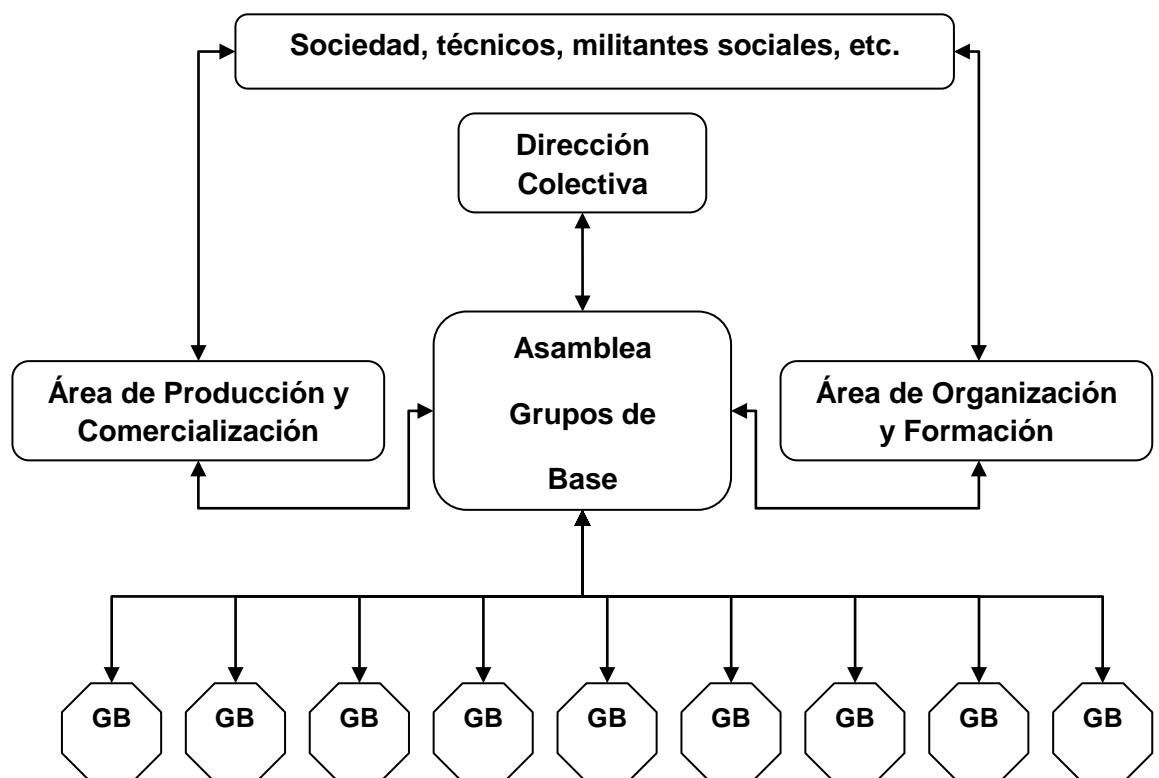 Sociedad, técnicos, militantes sociales, etc.
Dirección
Colectiva
Asamblea
Grupos de
Base
Área de Producción y
Comercialización
Área de Organización
y Formación
GB GB GB GB GB GB GB GB GB